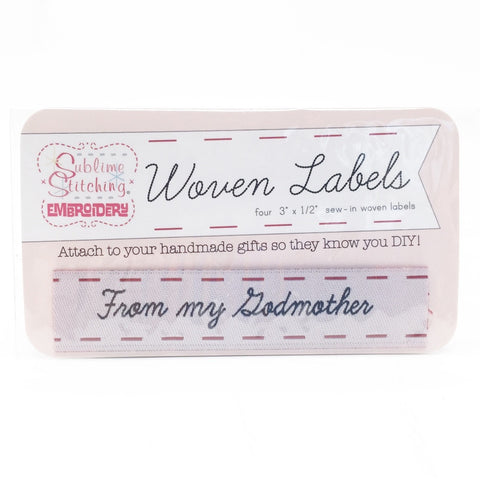 Sublime
Stitching
EMBROIDERY
Woven Labels
four 3" x 1/2" sew-in woven labels
Attach to your handmade gifts so they know you DIY!
From my Godmother